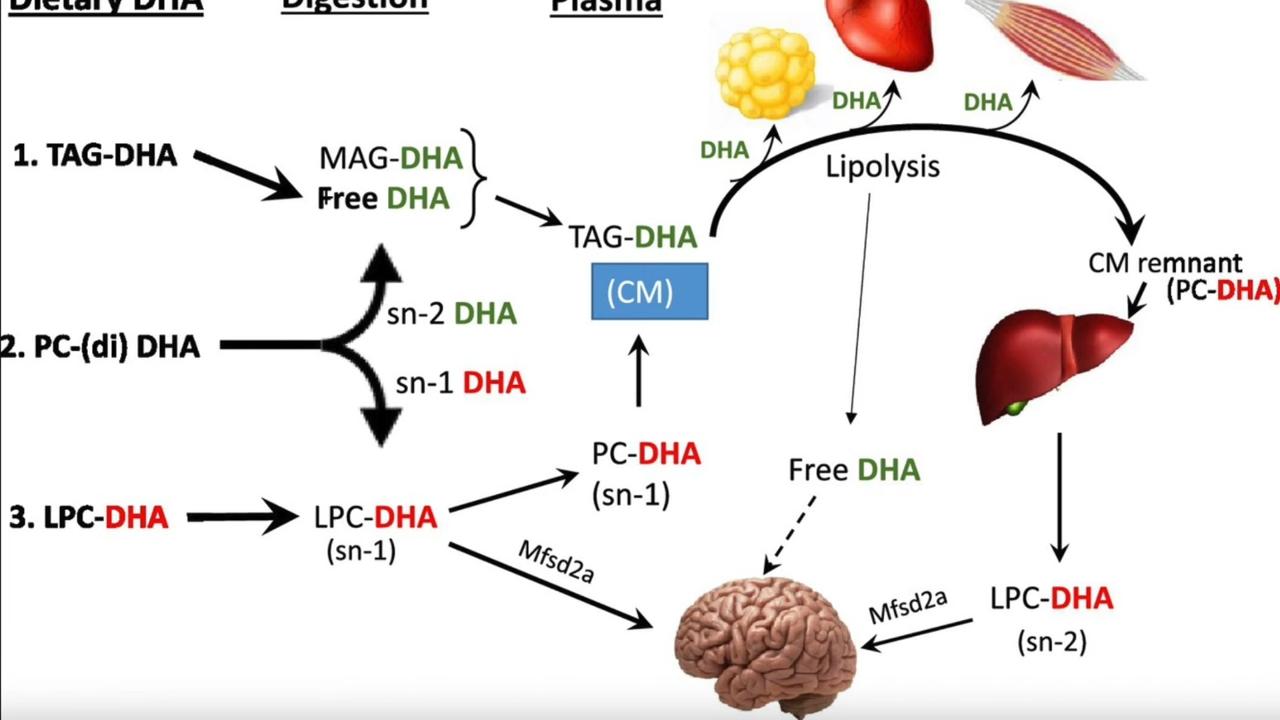 Dietary DHA
Digestion
Plasma
DHA
DHA
DHA
Lipolysis
1. TAG-DHA
MAG-DHA
Free DHA
TAG-DHA
(CM)
CM remnant
(PC-DHA)
sn-2 DHA
2. PC-(di) DHA
sn-1 DHA
PC-DHA
(sn-1)
Free DHA
3. LPC-DHA
LPC-DHA
(sn-1)
Mfsd2a
Mfsd2a
LPC-DHA
(sn-2)